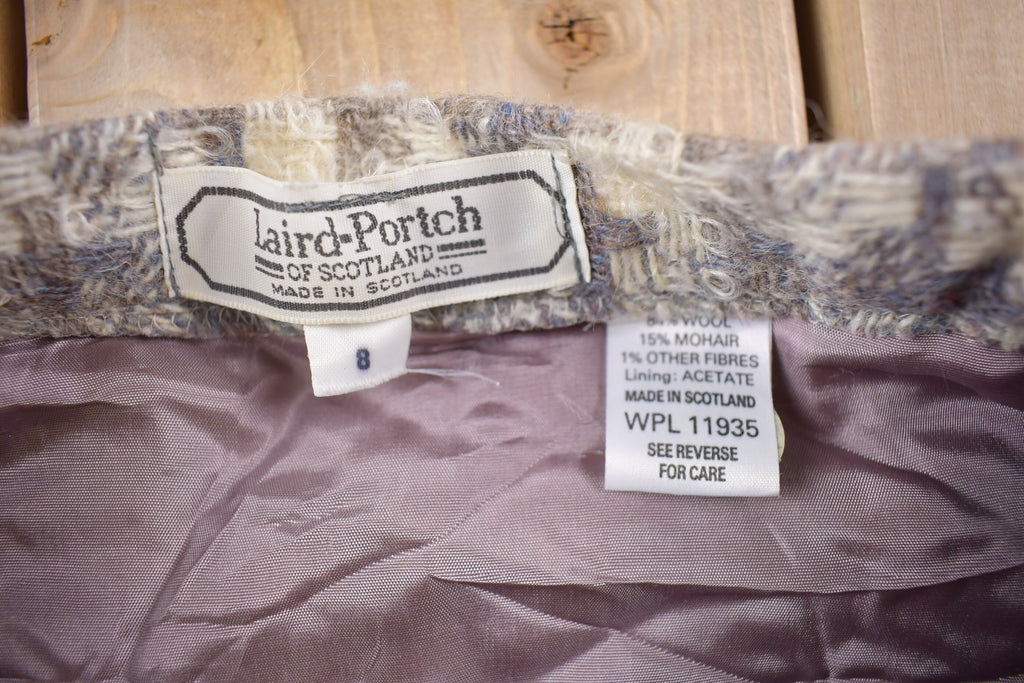 Laird-Portch
OF SCOTLAND
MADE IN SCOTLAND
8
84% WOOL
15% MOHAIR
1% OTHER FIBRES
Lining: ACETATE
MADE IN SCOTLAND
WPL 11935
SEE REVERSE
FOR CARE